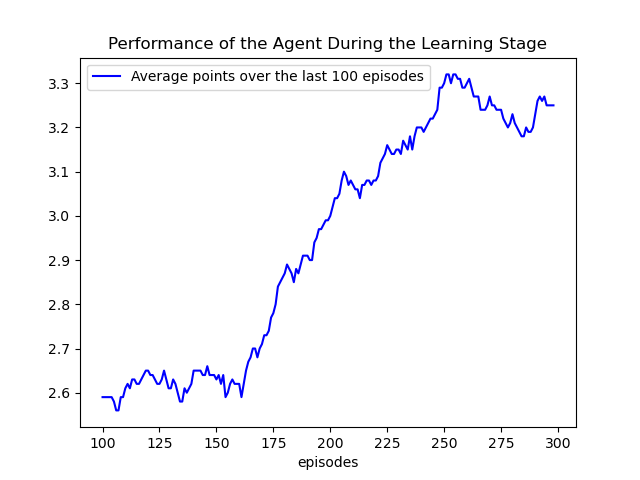 Performance of the Agent During the Learning Stage
Average points over the last 100 episodes
3.3
3.2
3.1
3.0
2.9
2.8
2.7
2.6
100 125 150 175 200 225 250 275 300
episodes